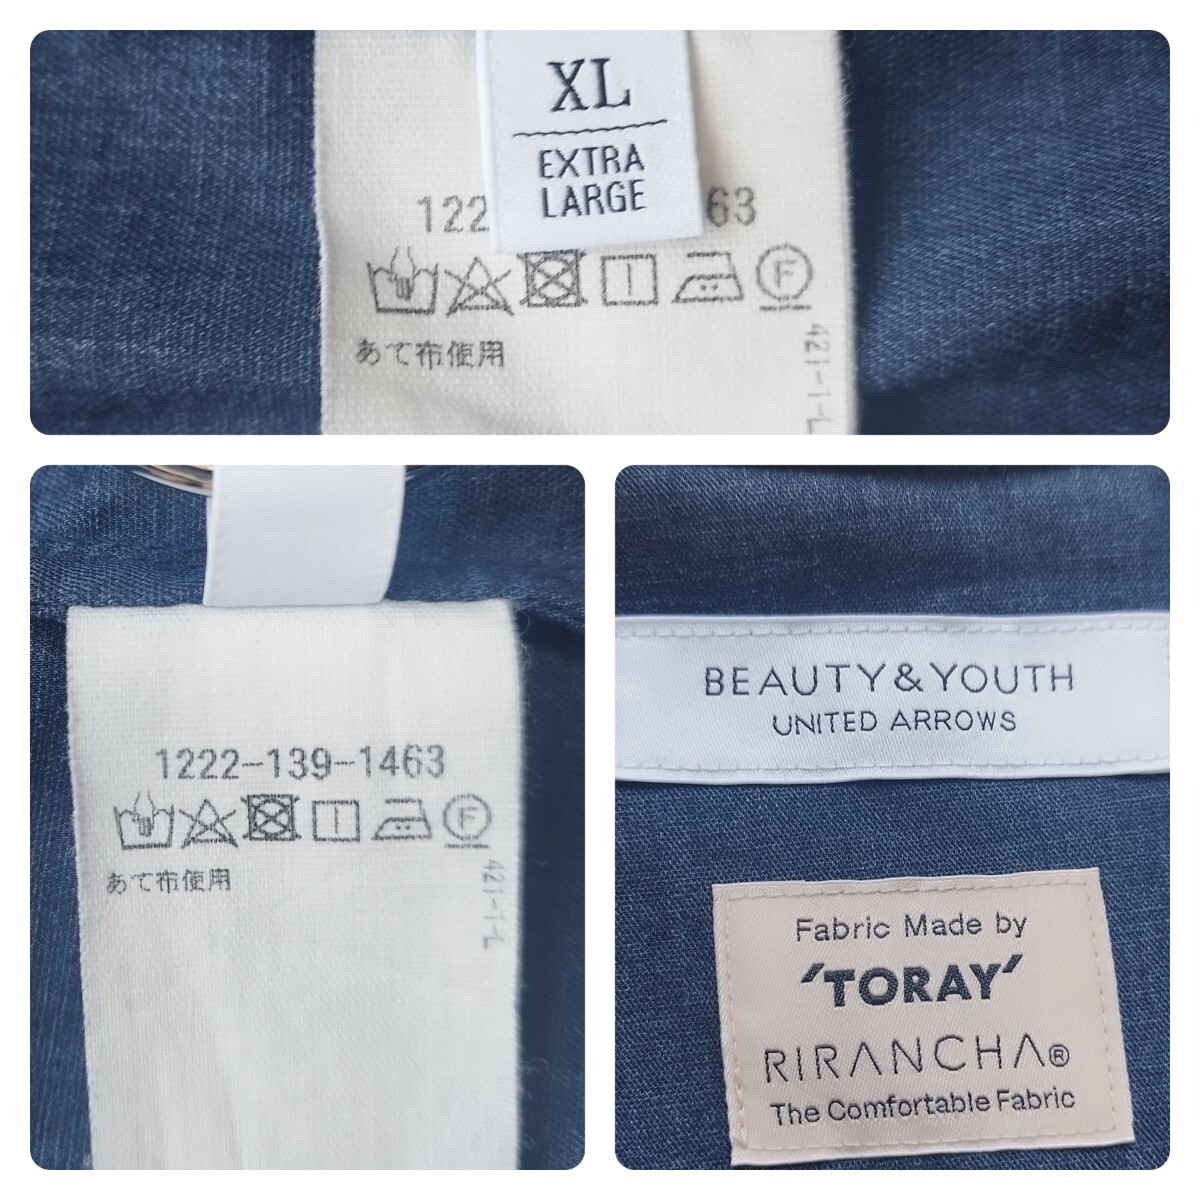 XL
EXTRA
LARGE
122 63
F
あて布使用
421-1-L
1222-139-1463
F
あて布使用
421-1-L
BEAUTY&YOUTH
UNITED ARROWS
Fabric Made by
'TORAY'
RIRANCHA®
The Comfortable Fabric